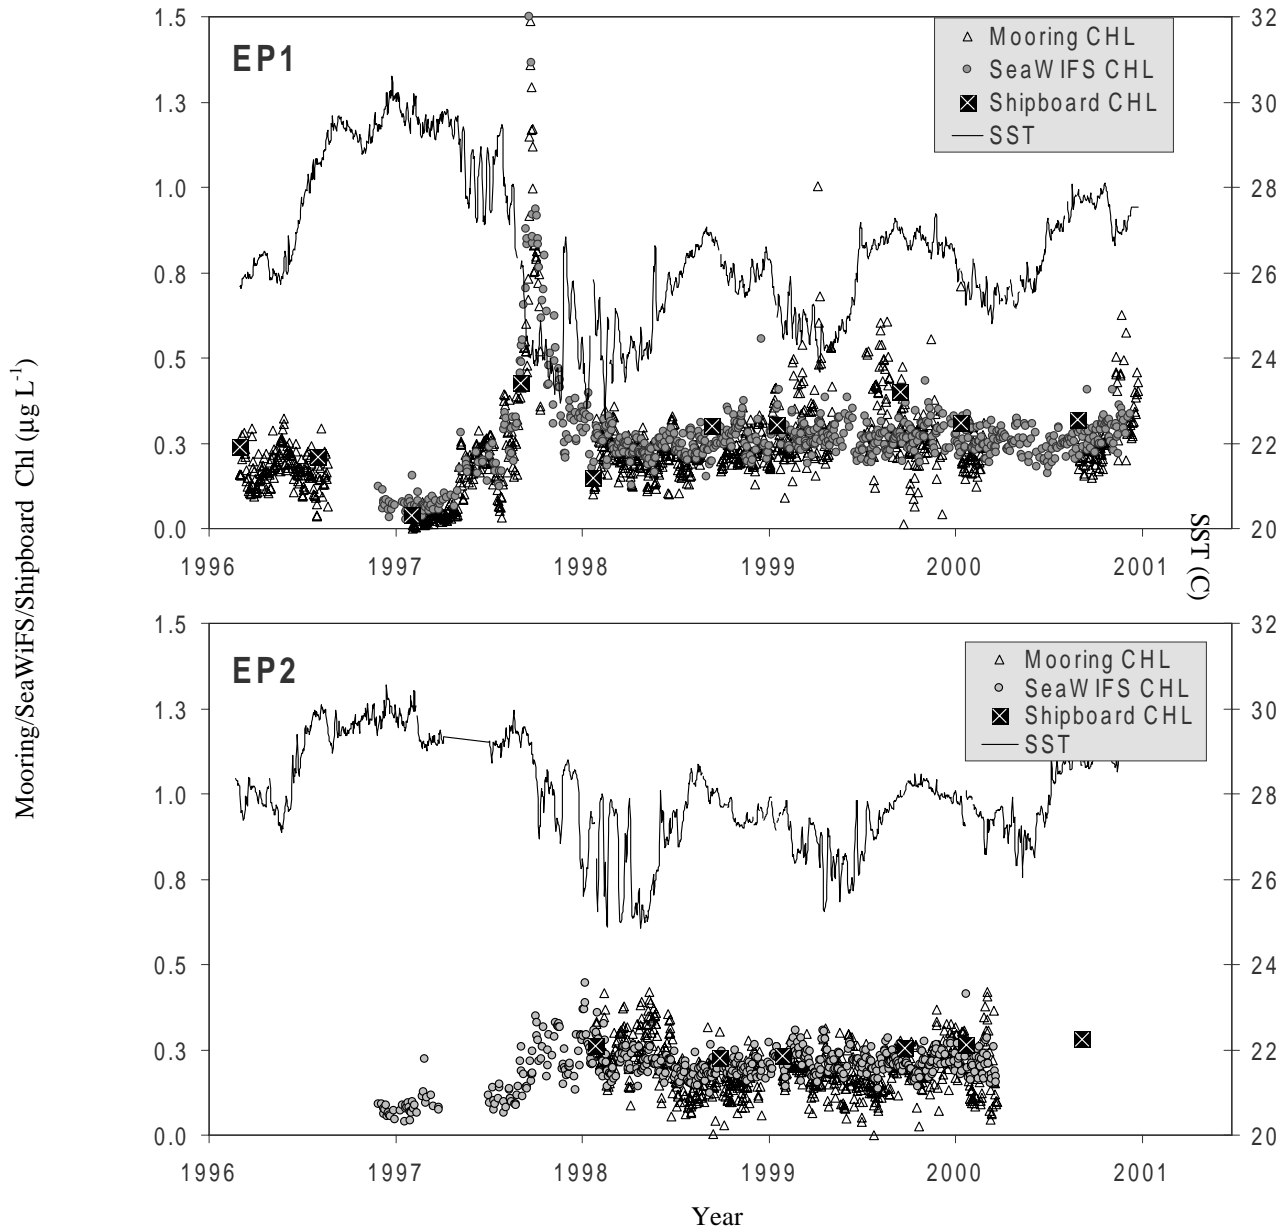 Mooring/SeaWiFS/Shipboard Chl (µg L-1)
EP1
Mooring CHL
SeaWIFS CHL
Shipboard CHL
SST
1.5
1.3
1.0
0.8
0.5
0.3
0.0
32
30
28
26
24
22
20
1996 1997 1998 1999 2000 2001
SST (C)
EP2
Mooring CHL
SeaWIFS CHL
Shipboard CHL
SST
1.5
1.3
1.0
0.8
0.5
0.3
0.0
32
30
28
26
24
22
20
1996 1997 1998 1999 2000 2001
Year